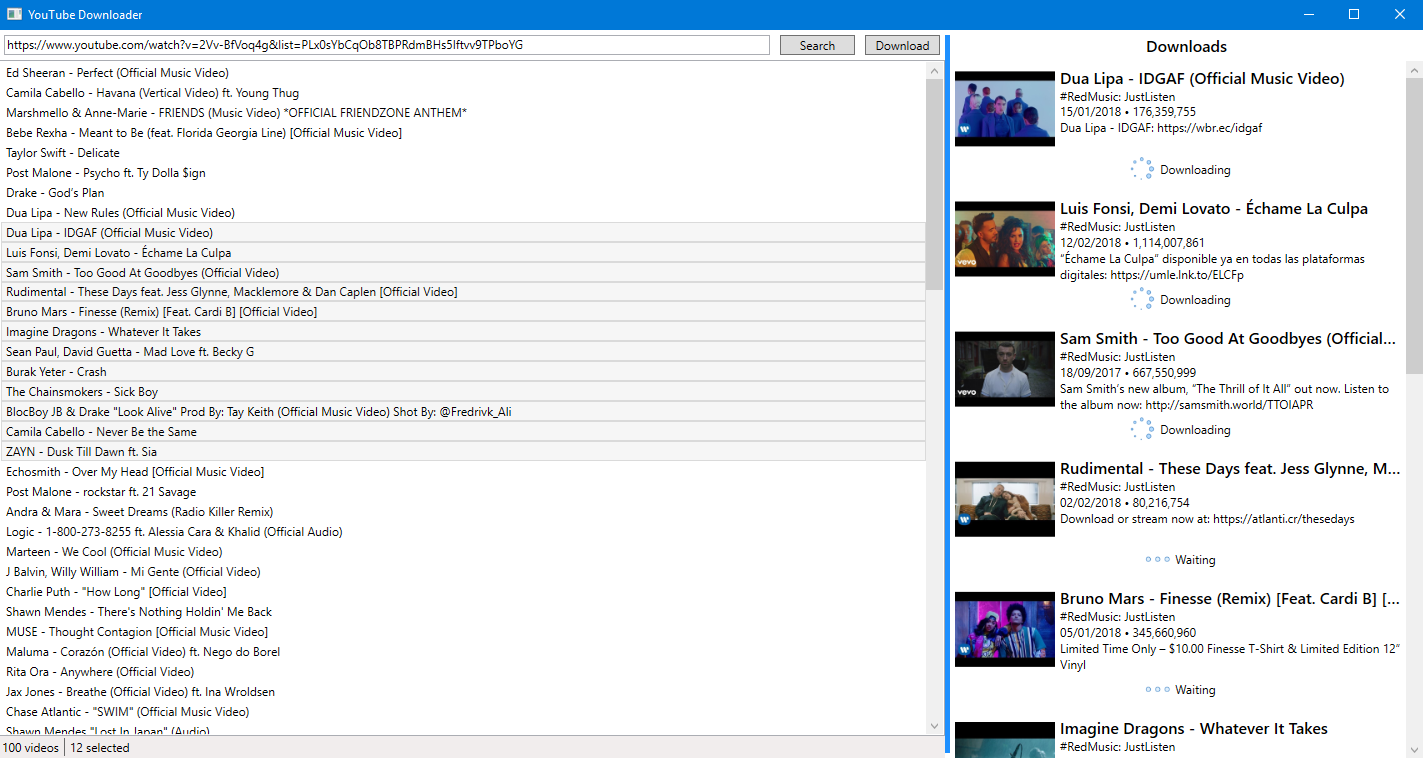 YouTube Downloader
https://www.youtube.com/watch?v=2Vv-BfVoq4g&list=PLx0sYbCqOb8TBPRdmBHs5Iftvv9TPboYG
Search
Download
Ed Sheeran - Perfect (Official Music Video)
Camila Cabello - Havana (Vertical Video) ft. Young Thug
Marshmello & Anne-Marie - FRIENDS (Music Video) *OFFICIAL FRIENDZONE ANTHEM*
Bebe Rexha - Meant to Be (feat. Florida Georgia Line) [Official Music Video]
Taylor Swift - Delicate
Post Malone - Psycho ft. Ty Dolla $ign
Drake - God's Plan
Dua Lipa - New Rules (Official Music Video)
Dua Lipa - IDGAF (Official Music Video)
Luis Fonsi, Demi Lovato - Échame La Culpa
Sam Smith - Too Good At Goodbyes (Official Video)
Rudimental - These Days feat. Jess Glynne, Macklemore & Dan Caplen [Official Video]
Bruno Mars - Finesse (Remix) [Feat. Cardi B] [Official Video]
Imagine Dragons - Whatever It Takes
Sean Paul, David Guetta - Mad Love ft. Becky G
Burak Yeter - Crash
The Chainsmokers - Sick Boy
BlocBoy JB & Drake "Look Alive" Prod By: Tay Keith (Official Music Video) Shot By: @Fredrivk_Ali
Camila Cabello - Never Be the Same
ZAYN - Dusk Till Dawn ft. Sia
Echosmith - Over My Head [Official Music Video]
Post Malone - rockstar ft. 21 Savage
Andra & Mara - Sweet Dreams (Radio Killer Remix)
Logic - 1-800-273-8255 ft. Alessia Cara & Khalid (Official Audio)
Marteen - We Cool (Official Music Video)
J Balvin, Willy William - Mi Gente (Official Video)
Charlie Puth - "How Long" [Official Video]
Shawn Mendes - There's Nothing Holdin' Me Back
MUSE - Thought Contagion [Official Music Video]
Maluma - Corazón (Official Video) ft. Nego do Borel
Rita Ora - Anywhere (Official Video)
Jax Jones - Breathe (Official Video) ft. Ina Wroldsen
Chase Atlantic - "SWIM" (Official Music Video)
Shawn Mendes "Lost In Japan" (Audio)
100 videos
12 selected
Downloads
Dua Lipa - IDGAF (Official Music Video)
#RedMusic: JustListen
15/01/2018 • 176,359,755
Dua Lipa - IDGAF: https://wbr.ec/idgaf
Downloading
Luis Fonsi, Demi Lovato - Échame La Culpa
#RedMusic: JustListen
12/02/2018 • 1,114,007,861
“Échame La Culpa” disponible ya en todas las plataformas
digitales: https://umle.lnk.to/ELCFp
vevo
Downloading
Sam Smith - Too Good At Goodbyes (Official...
#RedMusic: JustListen
18/09/2017 • 667,550,999
Sam Smith's new album, “The Thrill of It All” out now. Listen to
the album now: http://samsmith.world/TTOIAPR
vevo
Downloading
Rudimental - These Days feat. Jess Glynne, M...
#RedMusic: JustListen
02/02/2018 • 80,216,754
Download or stream now at: https://atlanti.cr/thesedays
Waiting
Bruno Mars - Finesse (Remix) [Feat. Cardi B] [...
#RedMusic: JustListen
05/01/2018 • 345,660,960
Limited Time Only – $10.00 Finesse T-Shirt & Limited Edition 12”
Vinyl
Waiting
Imagine Dragons - Whatever It Takes
#RedMusic: JustListen